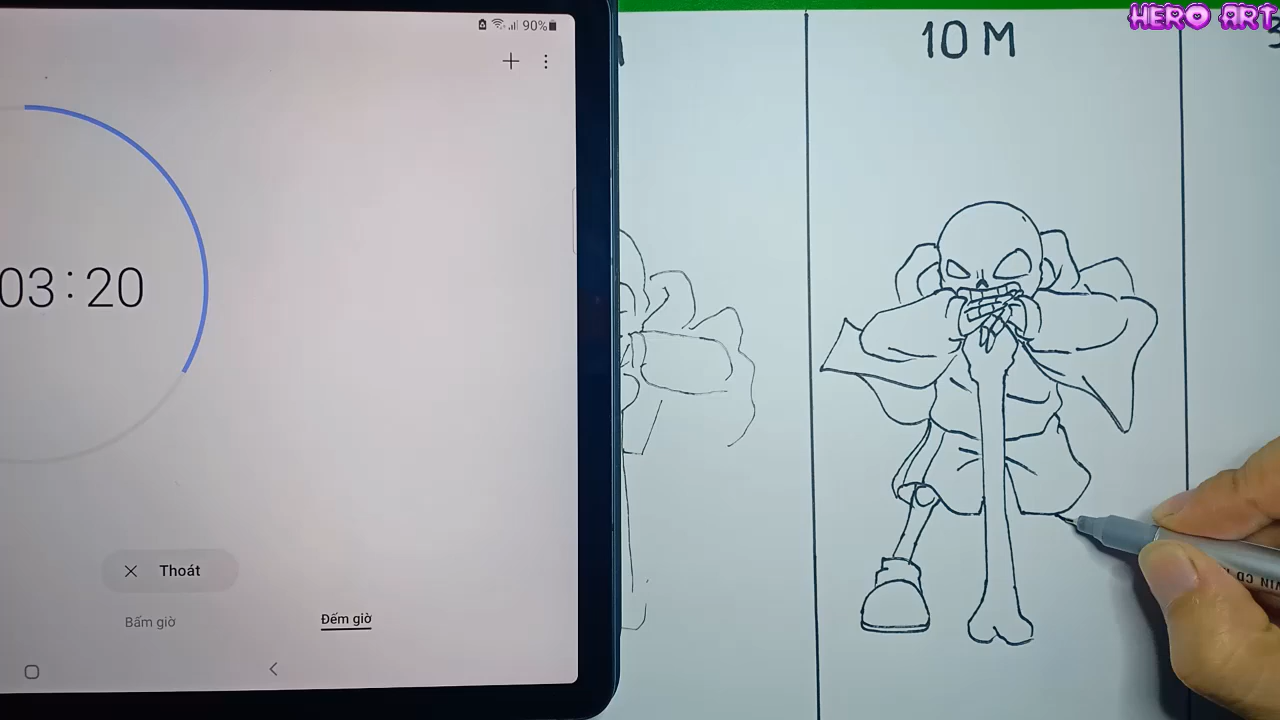 90%
HERO ART
10 M
03:20
Thoát
Bấm giờ
Đếm giờ